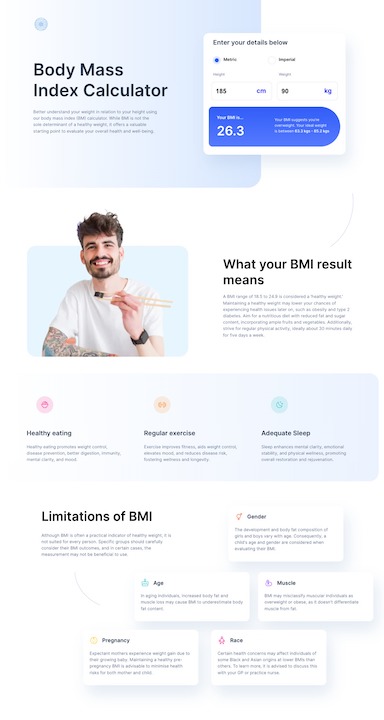 Body Mass
Index Calculator
Better understand your weight in relation to your height using
our body mass index (BMI) calculator. While BMI is not the
sole determinant of a healthy weight, it offers a valuable
starting point to evaluate your overall health and well-being.
Enter your details below
Metric
Imperial
Height
Weight
185 cm
90 kg
Your BMI is...
26.3
Your BMI suggests you're
overweight. Your ideal weight
is between 63.3 kgs - 85.2 kgs.
What your BMI result
means
A BMI range of 18.5 to 24.9 is considered a 'healthy weight.'
Maintaining a healthy weight may lower your chances of
experiencing health issues later on, such as obesity and type 2
diabetes. Aim for a nutritious diet with reduced fat and sugar
content, incorporating ample fruits and vegetables. Additionally,
strive for regular physical activity, ideally about 30 minutes daily
for five days a week.
Healthy eating
Healthy eating promotes weight control,
disease prevention, better digestion, immunity,
mental clarity, and mood.
Regular exercise
Exercise improves fitness, aids weight control,
elevates mood, and reduces disease risk,
fostering wellness and longevity.
Adequate Sleep
Sleep enhances mental clarity, emotional
stability, and physical wellness, promoting
overall restoration and rejuvenation.
Limitations of BMI
Although BMI is often a practical indicator of healthy weight, it is
not suited for every person. Specific groups should carefully
consider their BMI outcomes, and in certain cases, the
measurement may not be beneficial to use.
Gender
The development and body fat composition of
girls and boys vary with age. Consequently, a
child's age and gender are considered when
evaluating their BMI.
Age
In aging individuals, increased body fat and
muscle loss may cause BMI to underestimate body
fat content.
Muscle
BMI may misclassify muscular individuals as
overweight or obese, as it doesn't differentiate
muscle from fat.
Pregnancy
Expectant mothers experience weight gain due to
their growing baby. Maintaining a healthy pre-
pregnancy BMI is advisable to minimise health
risks for both mother and child.
Race
Certain health concerns may affect individuals of
some Black and Asian origins at lower BMIs than
others. To learn more, it is advised to discuss this
with your GP or practice nurse.